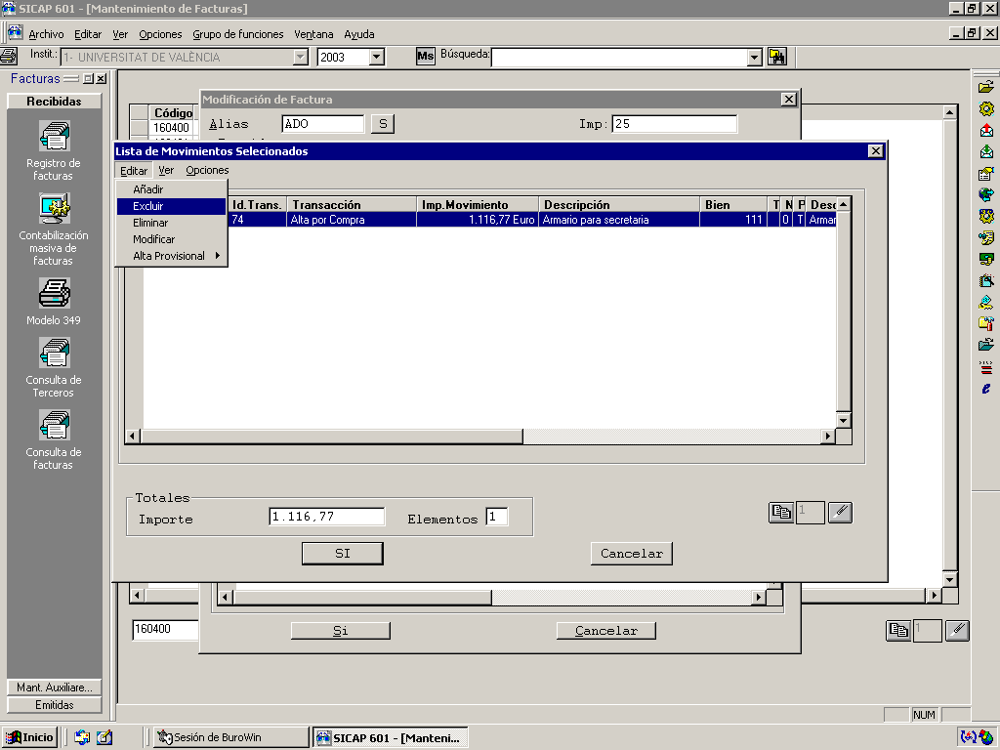 SICAP 601 - [Mantenimiento de Facturas]
Archivo Editar Ver Opciones Grupo de funciones Ventana Ayuda
Instit.: 1- UNIVERSITAT DE VALÈNCIA 2003 Ms Búsqueda:
Facturas
Recibidas
Registro de
facturas
Contabilización
masiva de
facturas
Modelo 349
Consulta de
Terceros
Consulta de
facturas
Mant. Auxiliare...
Emitidas
Código
160400
Modificación de Factura
Alias ADO S Imp: 25
Lista de Movimientos Selecionados
Editar Ver Opciones
Añadir
Excluir
Eliminar
Modificar
Alta Provisional
Id.Trans. Transacción Imp.Movimiento Descripción Bien T N P Desc
74 Alta por Compra 1.116,77 Euro Armario para secretaria 111 0 T Armar
Totales
Importe 1.116,77 Elementos 1
1
SI Cancelar
160400
Si Cancelar
1
NUM
Inicio Sesión de BuroWin SICAP 601 - [Manteni...